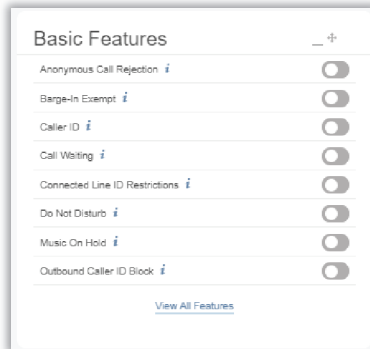 Basic Features
Anonymous Call Rejection i
Barge-In Exempt i
Caller ID i
Call Waiting i
Connected Line ID Restrictions i
Do Not Disturb i
Music On Hold i
Outbound Caller ID Block i
View All Features